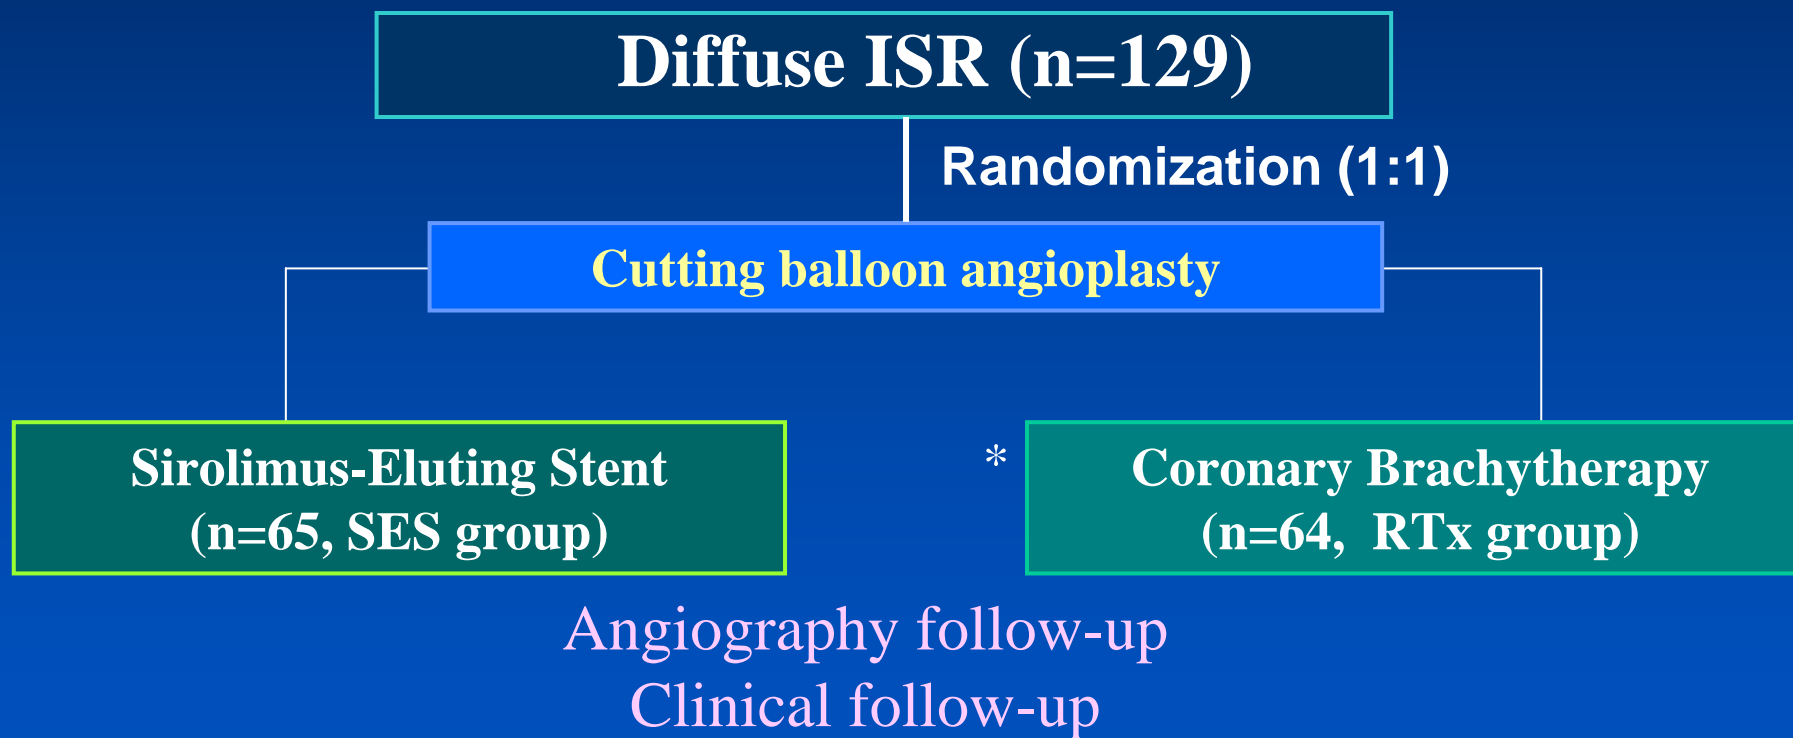 Diffuse ISR (n=129)
Randomization (1:1)
Cutting balloon angioplasty
Sirolimus-Eluting Stent
(n=65, SES group)
*
Coronary Brachytherapy
(n=64, RTx group)
Angiography follow-up
Clinical follow-up